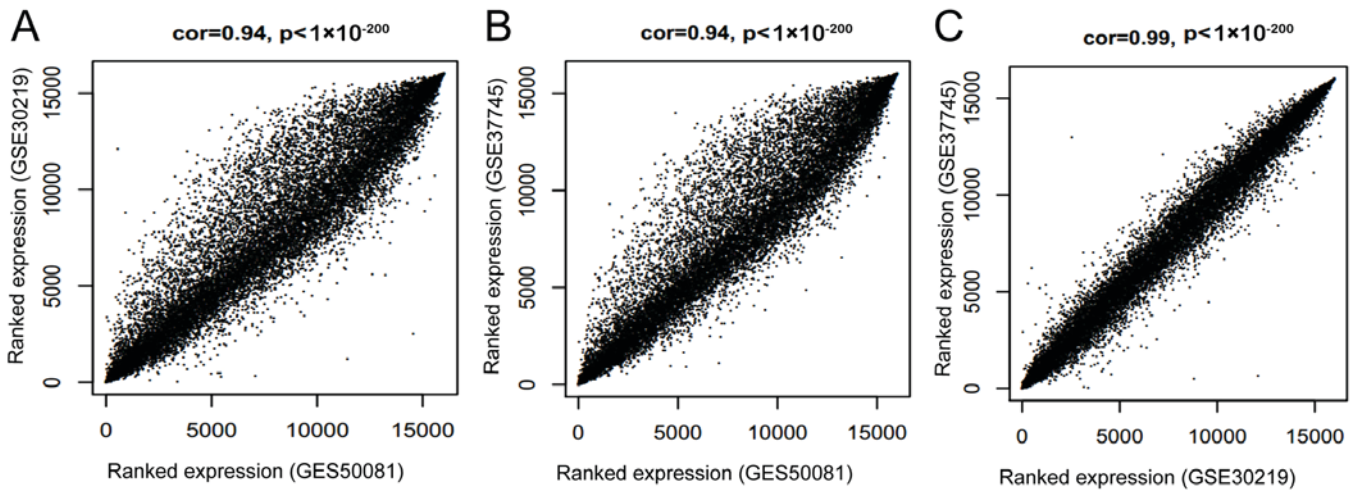 A
cor=0.94, p<1×10-200
Ranked expression (GSE30219)
15000
10000
5000
0
0 5000 10000 15000
Ranked expression (GES50081)
B
cor=0.94, p<1×10-200
Ranked expression (GSE37745)
15000
10000
5000
0
0 5000 10000 15000
Ranked expression (GES50081)
C
cor=0.99, p<1×10-200
Ranked expression (GSE37745)
15000
10000
5000
0
0 5000 10000 15000
Ranked expression (GSE30219)